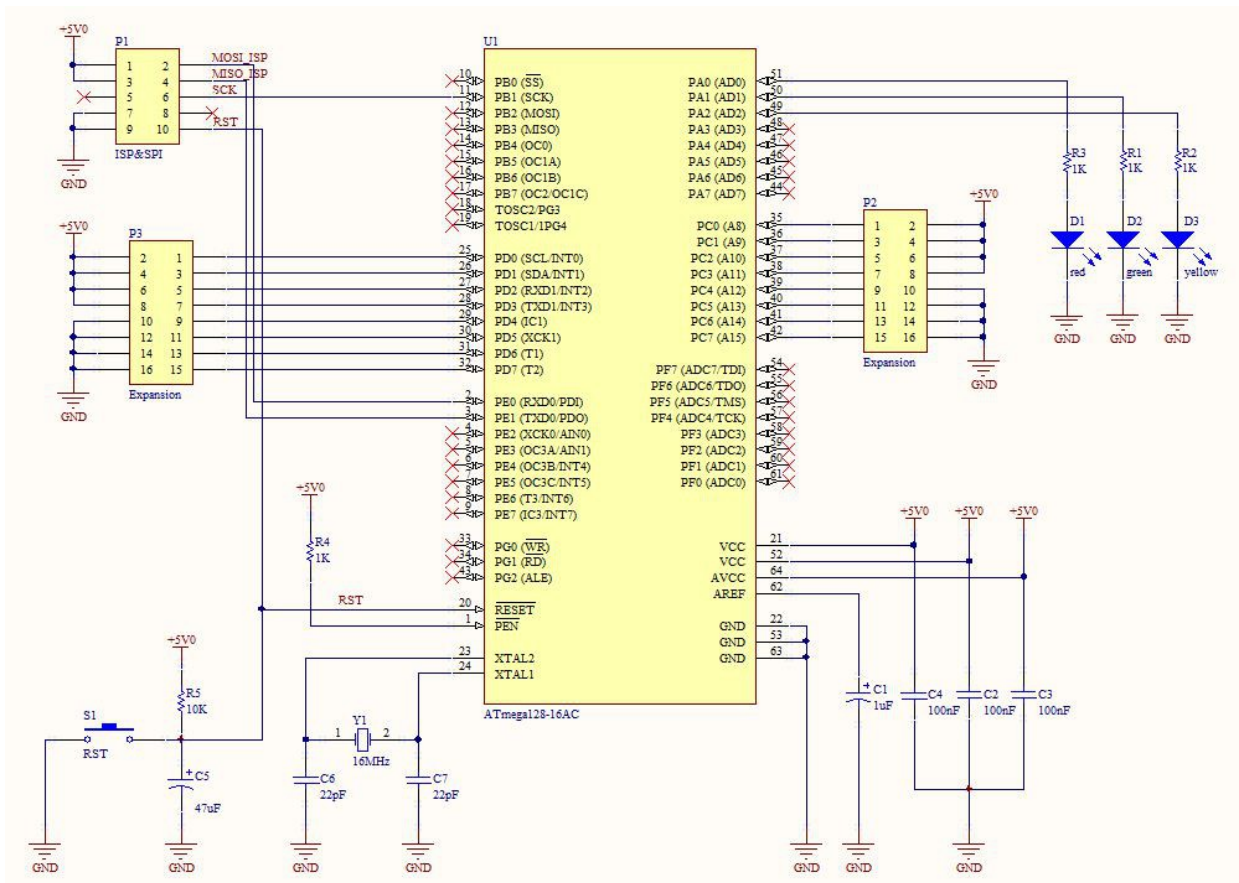 +5V0
P1
1 2 MOSI_ISP
3 4 MISO_ISP
5 6 SCK
7 8
9 10 RST
ISP&SPI
GND
+5V0
P3
2 1
4 3
6 5
8 7
10 9
12 11
14 13
16 15
Expansion
GND
U1
10 PB0 (SS)
11 PB1 (SCK)
12 PB2 (MOSI)
13 PB3 (MISO)
14 PB4 (OC0)
15 PB5 (OC1A)
16 PB6 (OC1B)
17 PB7 (OC2/OC1C)
18 TOSC2/PG3
19 TOSC1/1PG4
25 PD0 (SCL/INT0)
26 PD1 (SDA/INT1)
27 PD2 (RXD1/INT2)
28 PD3 (TXD1/INT3)
29 PD4 (IC1)
30 PD5 (XCK1)
31 PD6 (T1)
32 PD7 (T2)
2 PE0 (RXD0/PDI)
3 PE1 (TXD0/PDO)
4 PE2 (XCK0/AIN0)
5 PE3 (OC3A/AIN1)
6 PE4 (OC3B/INT4)
7 PE5 (OC3C/INT5)
8 PE6 (T3/INT6)
9 PE7 (IC3/INT7)
33 PG0 (WR)
34 PG1 (RD)
43 PG2 (ALE)
RST 20 RESET
1 PEN
23 XTAL2
24 XTAL1
PA0 (AD0) 51
PA1 (AD1) 50
PA2 (AD2) 49
PA3 (AD3) 48
PA4 (AD4) 47
PA5 (AD5) 46
PA6 (AD6) 45
PA7 (AD7) 44
PC0 (A8) 35
PC1 (A9) 36
PC2 (A10) 37
PC3 (A11) 38
PC4 (A12) 39
PC5 (A13) 40
PC6 (A14) 41
PC7 (A15) 42
PF7 (ADC7/TDI) 54
PF6 (ADC6/TDO) 55
PF5 (ADC5/TMS) 56
PF4 (ADC4/TCK) 57
PF3 (ADC3) 58
PF2 (ADC2) 59
PF1 (ADC1) 60
PF0 (ADC0) 61
VCC 21
VCC 52
AVCC 64
AREF 62
GND 22
GND 53
GND 63
ATmega128-16AC
P2
+5V0
1 2
3 4
5 6
7 8
9 10
11 12
13 14
15 16
Expansion
GND
R3
1K
R1
1K
R2
1K
D1
red
D2
green
D3
yellow
GND
GND
GND
+5V0
R4
1K
+5V0
R5
10K
S1
RST
C5
47uF
GND
GND
Y1
1 2
16MHz
C6
22pF
C7
22pF
GND
GND
+5V0
+5V0
+5V0
C1
1uF
C4
100nF
C2
100nF
C3
100nF
GND
GND
GND